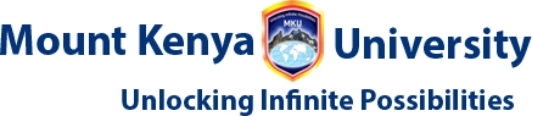 Mount Kenya University
MKU
Unlocking Infinite Possibilities